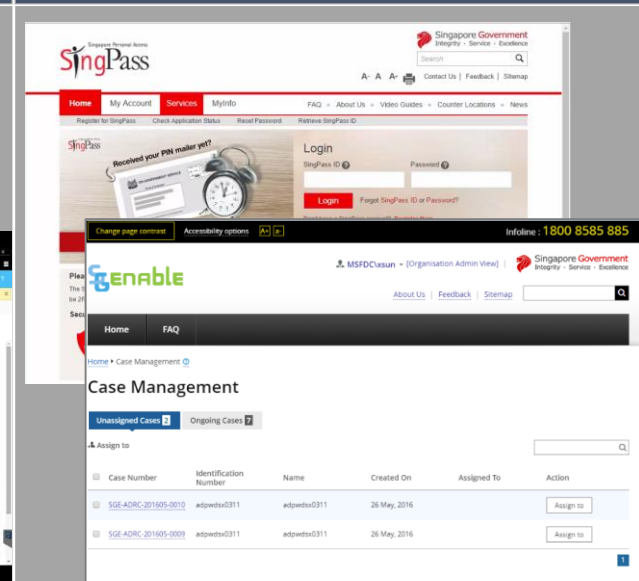 Singapore Personal Access
SingPass
Singapore Government
Integrity · Service · Excellence
Search
A- A A+
Contact Us | Feedback | Sitemap
Home My Account Services MyInfo
FAQ About Us Video Guides Counter Locations News
Register for SingPass Check Application Status Reset Password Retrieve SingPass ID
SingPass
Received your PIN mailer yet?
Login
SingPass ID Password
Login Forgot SingPass ID or Password?
Change page contrast Accessibility options A+ a-
Infoline : 1800 8585 885
SGEnable
MSFDC\xsun [Organisation Admin View] |
Singapore Government
Integrity · Service · Excellence
About Us | Feedback | Sitemap
Home FAQ
Home Case Management
Case Management
Unassigned Cases 2 Ongoing Cases 7
Assign to
Case Number Identification Number Name Created On Assigned To Action
SGE-ADRC-201605-0010 adpwdsx0311 adpwdsx0311 26 May, 2016 Assign to
SGE-ADRC-201605-0009 adpwdsx0311 adpwdsx0311 26 May, 2016 Assign to
1